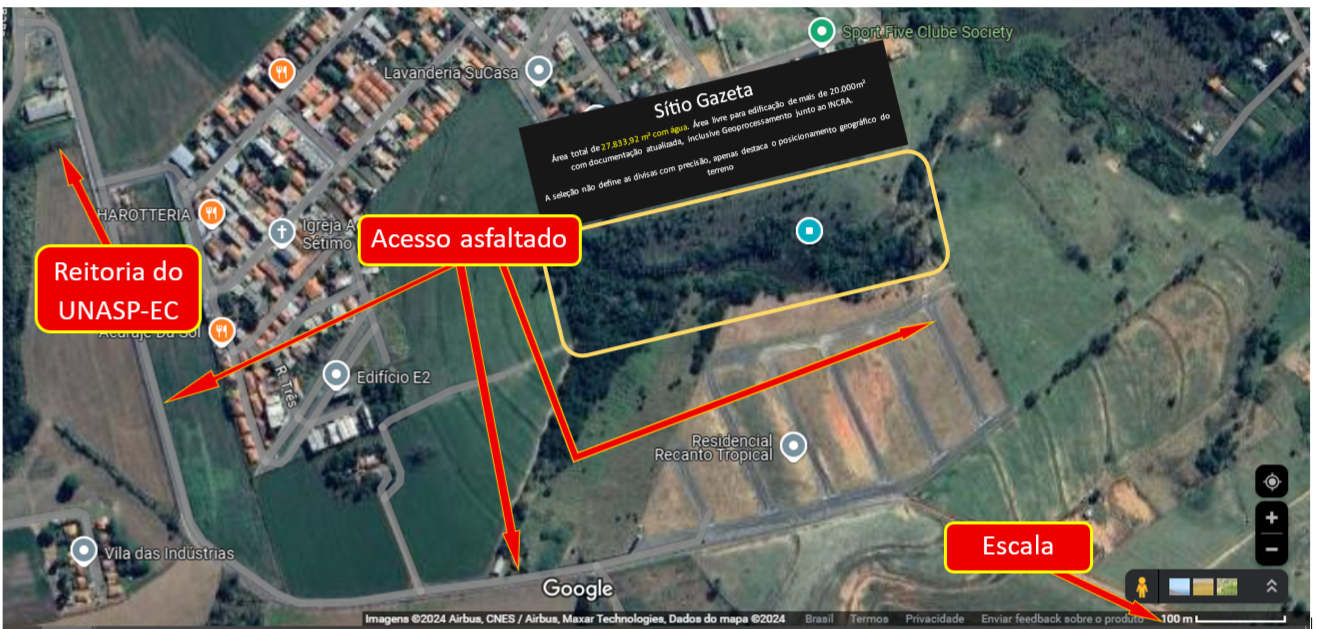 Sport Five Clube Society
Lavanderia SuCasa
Sítio Gazeta
Área total de 27.833,92 m² com água. Área livre para edificação de mais de 20.000m²
com documentação atualizada, inclusive Geoprocessamento junto ao INCRA.
A seleção não define as divisas com precisão, apenas destaca o posicionamento geográfico do
terreno
HAROTTERIA
Igreja A
Sétimo
Acesso asfaltado
Reitoria do
UNASP-EC
Edifício E2
R. Três
Residencial
Recanto Tropical
Vila das Indústrias
Escala
Google
Imagens ©2024 Airbus, CNES / Airbus, Maxar Technologies, Dados do mapa ©2024 Brasil Termos Privacidade Enviar feedback sobre o produto 100 m